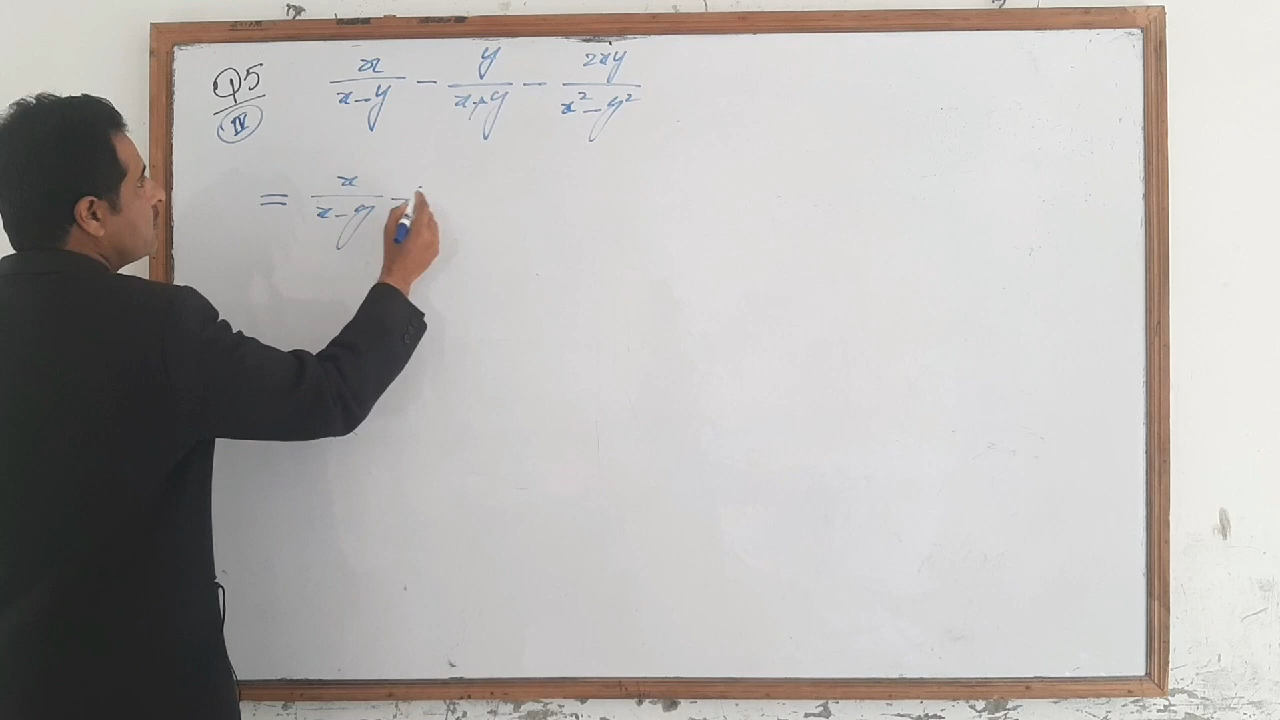 Q5 x/(x-y) - y/(x+y) - 2xy/(x²-y²)
IV
= x/(x-y) -